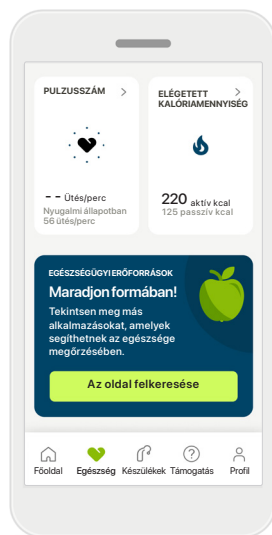 PULZUSSZÁM
-- Ütés/perc
Nyugalmi állapotban
56 ütés/perc
ELÉGETETT
KALÓRIAMENNYISÉG
220 aktív kcal
125 passzív kcal
EGÉSZSÉGÜGYI ERŐFORRÁSOK
Maradjon formában!
Tekintsen meg más
alkalmazásokat, amelyek
segíthetnek az egészsége
megőrzésében.
Az oldal felkeresése
Főoldal Egészség Készülékek Támogatás Profil